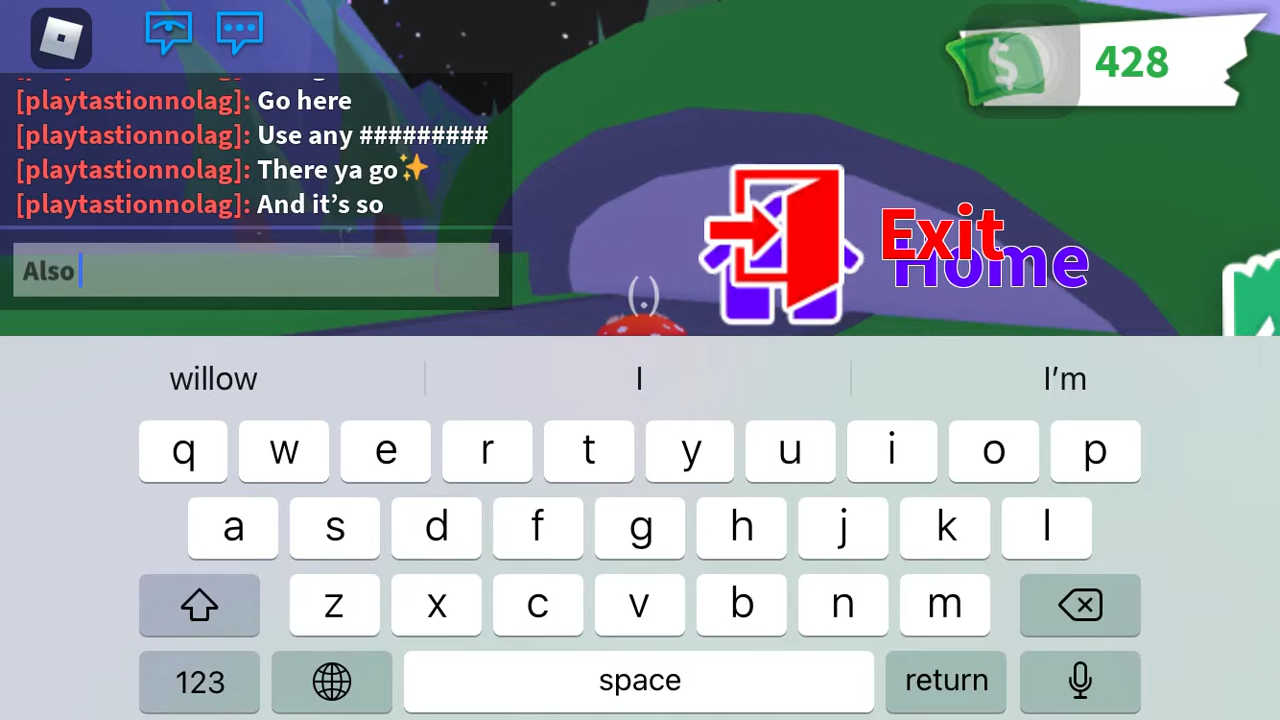 428
[playtastionnolag]: Go here
[playtastionnolag]: Use any #########
[playtastionnolag]: There ya go✨
[playtastionnolag]: And it’s so
Also
Exit
Home
(.)
willow I I’m
q w e r t y u i o p
a s d f g h j k l
z x c v b n m
123 space return